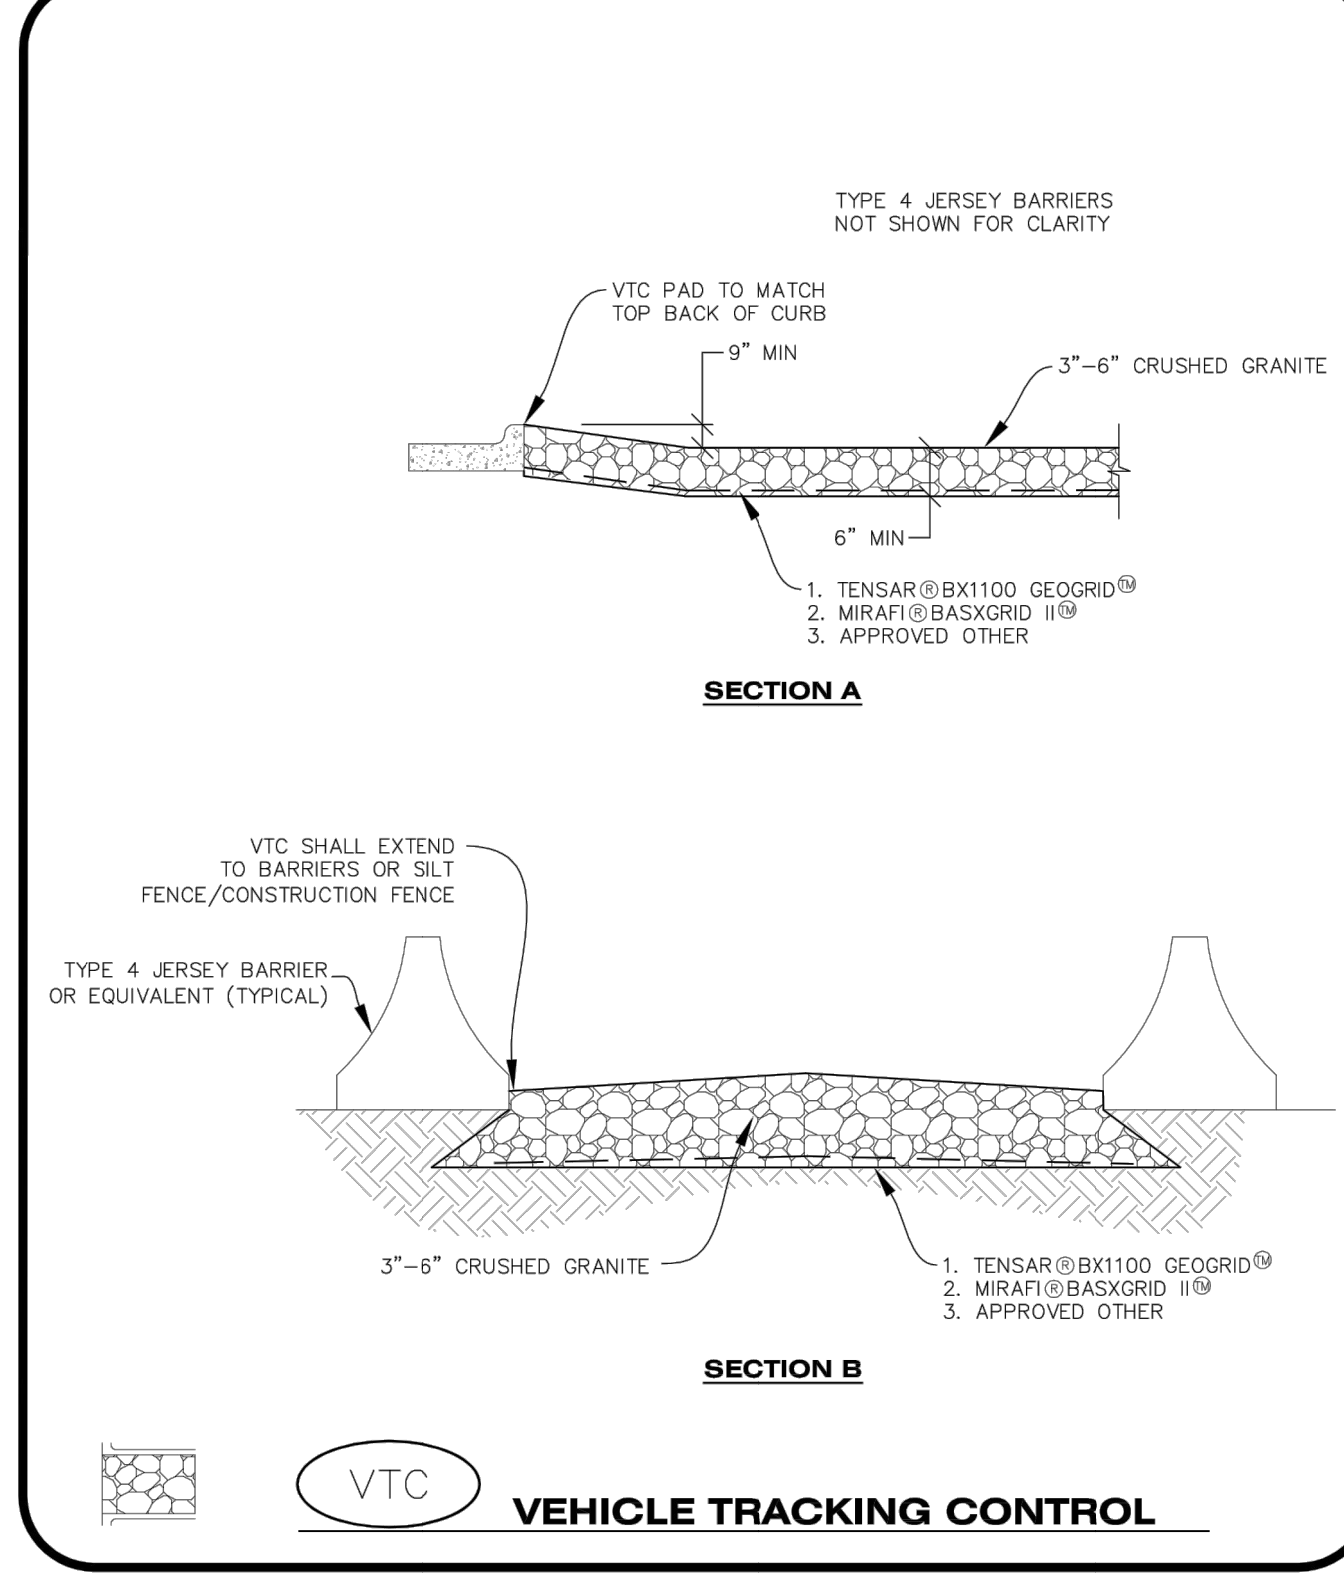 TYPE 4 JERSEY BARRIERS
NOT SHOWN FOR CLARITY
VTC PAD TO MATCH
TOP BACK OF CURB
9” MIN
3”–6” CRUSHED GRANITE
6” MIN
1. TENSAR®BX1100 GEOGRID™
2. MIRAFI®BASXGRID II™
3. APPROVED OTHER
SECTION A
VTC SHALL EXTEND
TO BARRIERS OR SILT
FENCE/CONSTRUCTION FENCE
TYPE 4 JERSEY BARRIER
OR EQUIVALENT (TYPICAL)
3”–6” CRUSHED GRANITE
1. TENSAR®BX1100 GEOGRID™
2. MIRAFI®BASXGRID II™
3. APPROVED OTHER
SECTION B
VTC
VEHICLE TRACKING CONTROL